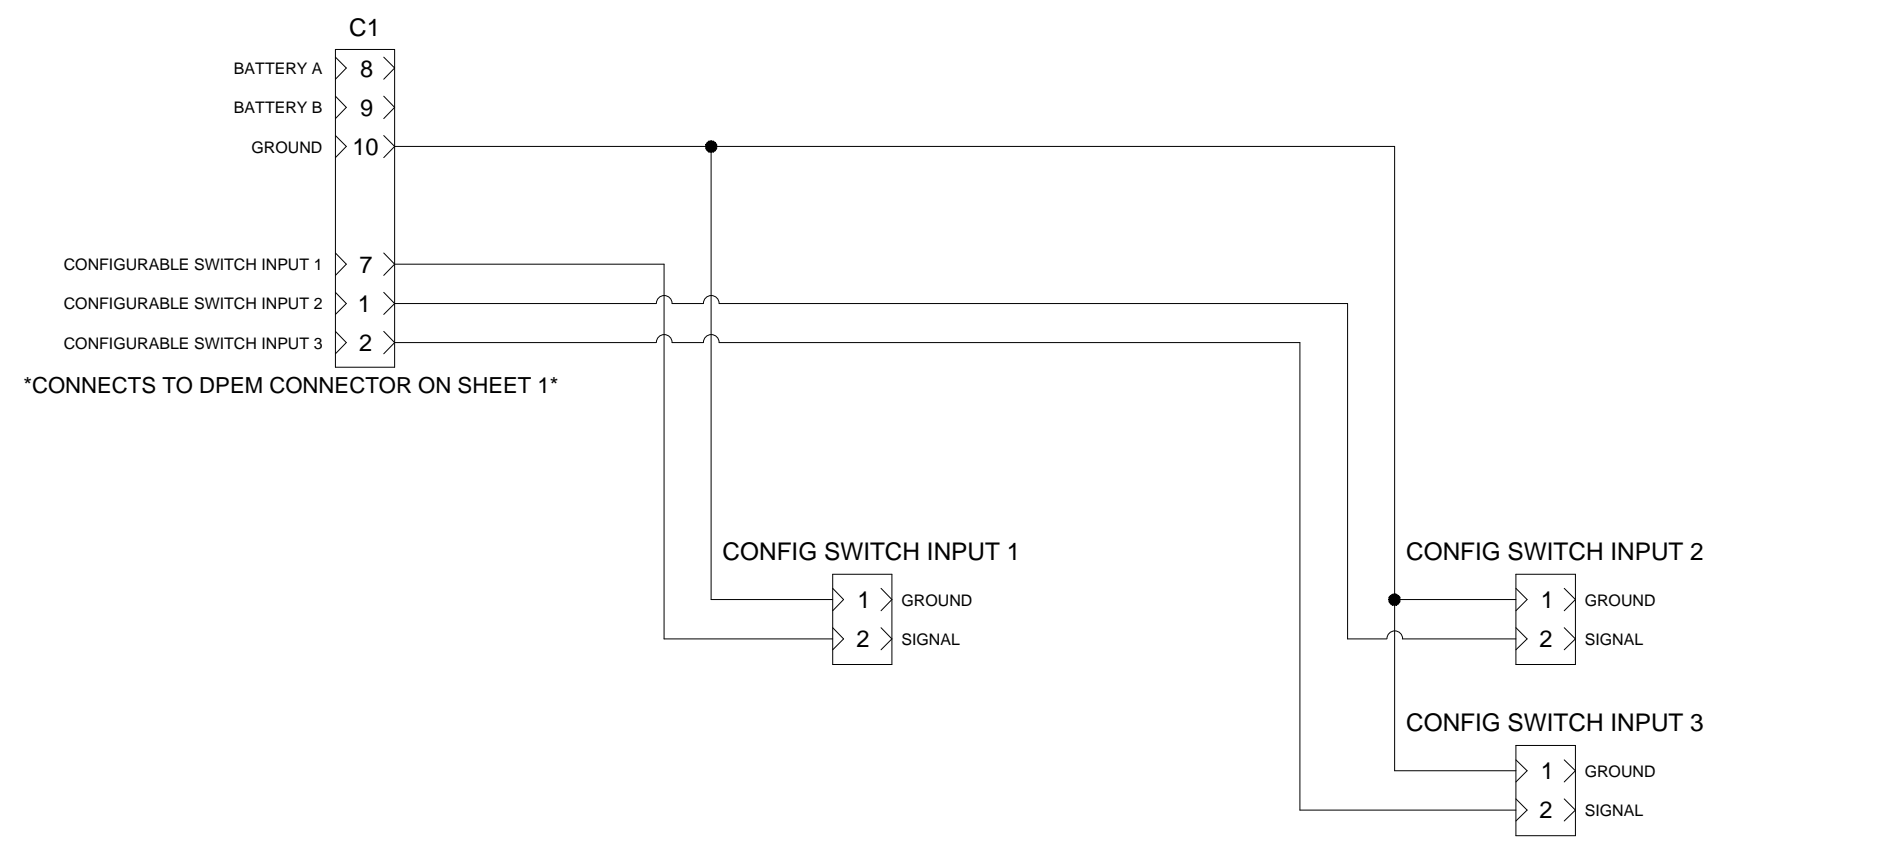 C1
BATTERY A 8
BATTERY B 9
GROUND 10
CONFIGURABLE SWITCH INPUT 1 7
CONFIGURABLE SWITCH INPUT 2 1
CONFIGURABLE SWITCH INPUT 3 2
*CONNECTS TO DPEM CONNECTOR ON SHEET 1*
CONFIG SWITCH INPUT 1
1 GROUND
2 SIGNAL
CONFIG SWITCH INPUT 2
1 GROUND
2 SIGNAL
CONFIG SWITCH INPUT 3
1 GROUND
2 SIGNAL